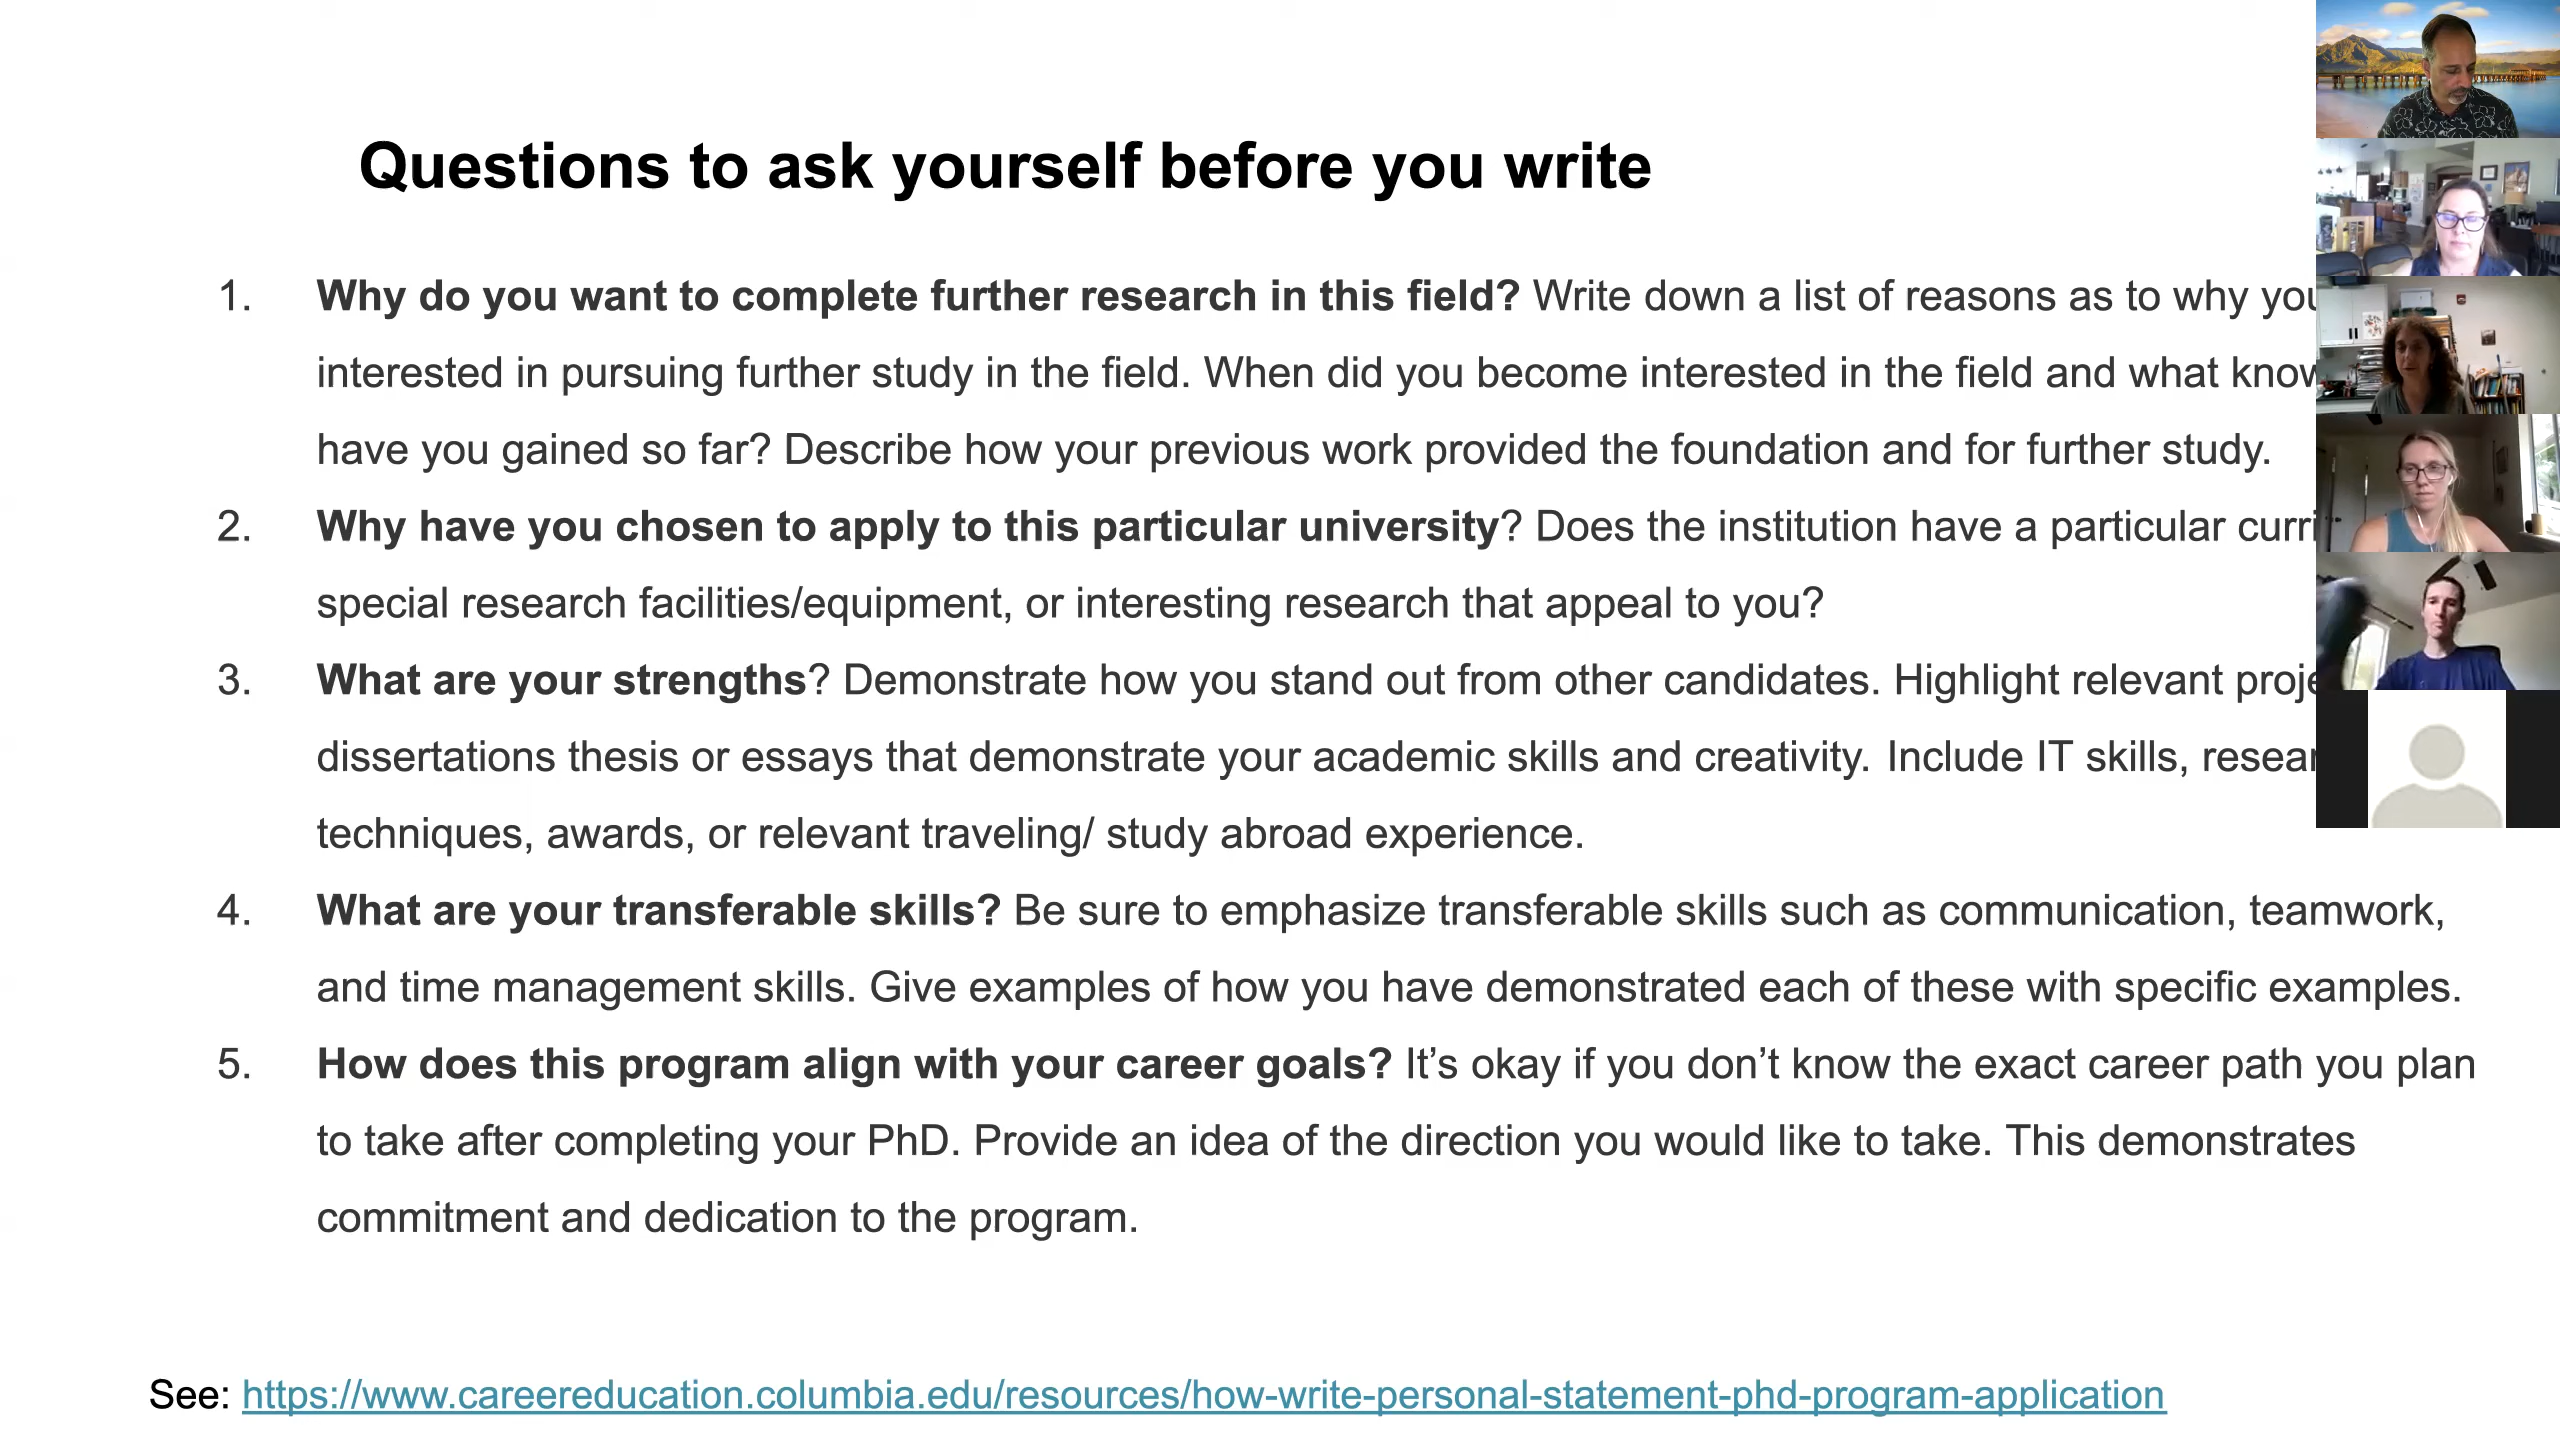 Questions to ask yourself before you write
1. Why do you want to complete further research in this field? Write down a list of reasons as to why
interested in pursuing further study in the field. When did you become interested in the field and what
have you gained so far? Describe how your previous work provided the foundation and for further study.
2. Why have you chosen to apply to this particular university? Does the institution have a particular
special research facilities/equipment, or interesting research that appeal to you?
3. What are your strengths? Demonstrate how you stand out from other candidates. Highlight relevant
dissertations thesis or essays that demonstrate your academic skills and creativity. Include IT skills,
techniques, awards, or relevant traveling/ study abroad experience.
4. What are your transferable skills? Be sure to emphasize transferable skills such as communication, teamwork,
and time management skills. Give examples of how you have demonstrated each of these with specific examples.
5. How does this program align with your career goals? It’s okay if you don’t know the exact career path you plan
to take after completing your PhD. Provide an idea of the direction you would like to take. This demonstrates
commitment and dedication to the program.
See: https://www.careereducation.columbia.edu/resources/how-write-personal-statement-phd-program-application